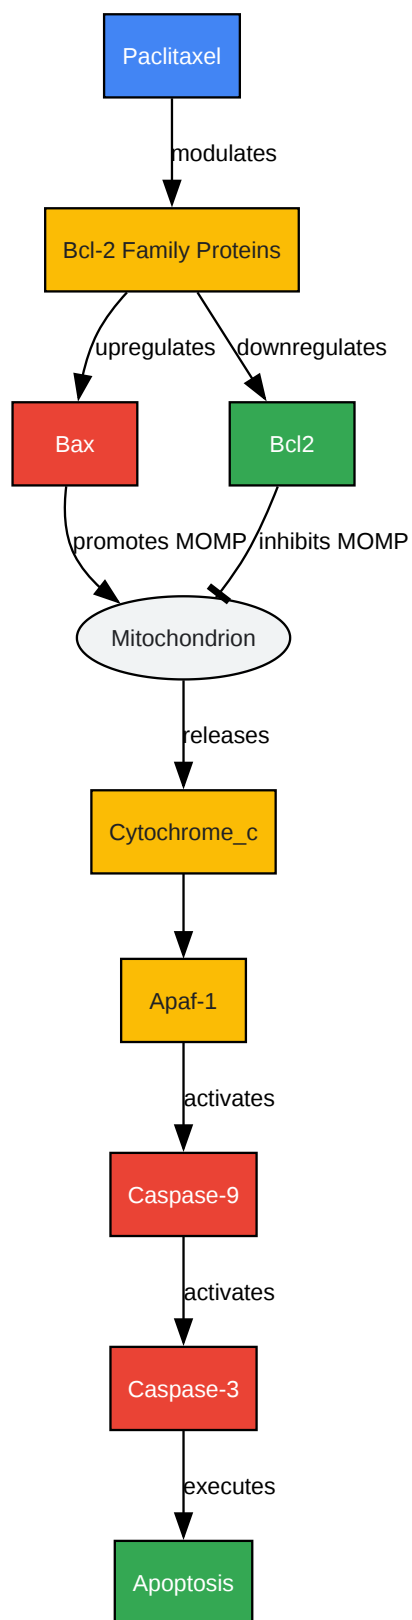 Paclitaxel
modulates
Bcl-2 Family Proteins
upregulates
downregulates
Bax
Bcl2
promotes MOMP
inhibits MOMP
Mitochondrion
releases
Cytochrome_c
Apaf-1
activates
Caspase-9
activates
Caspase-3
executes
Apoptosis